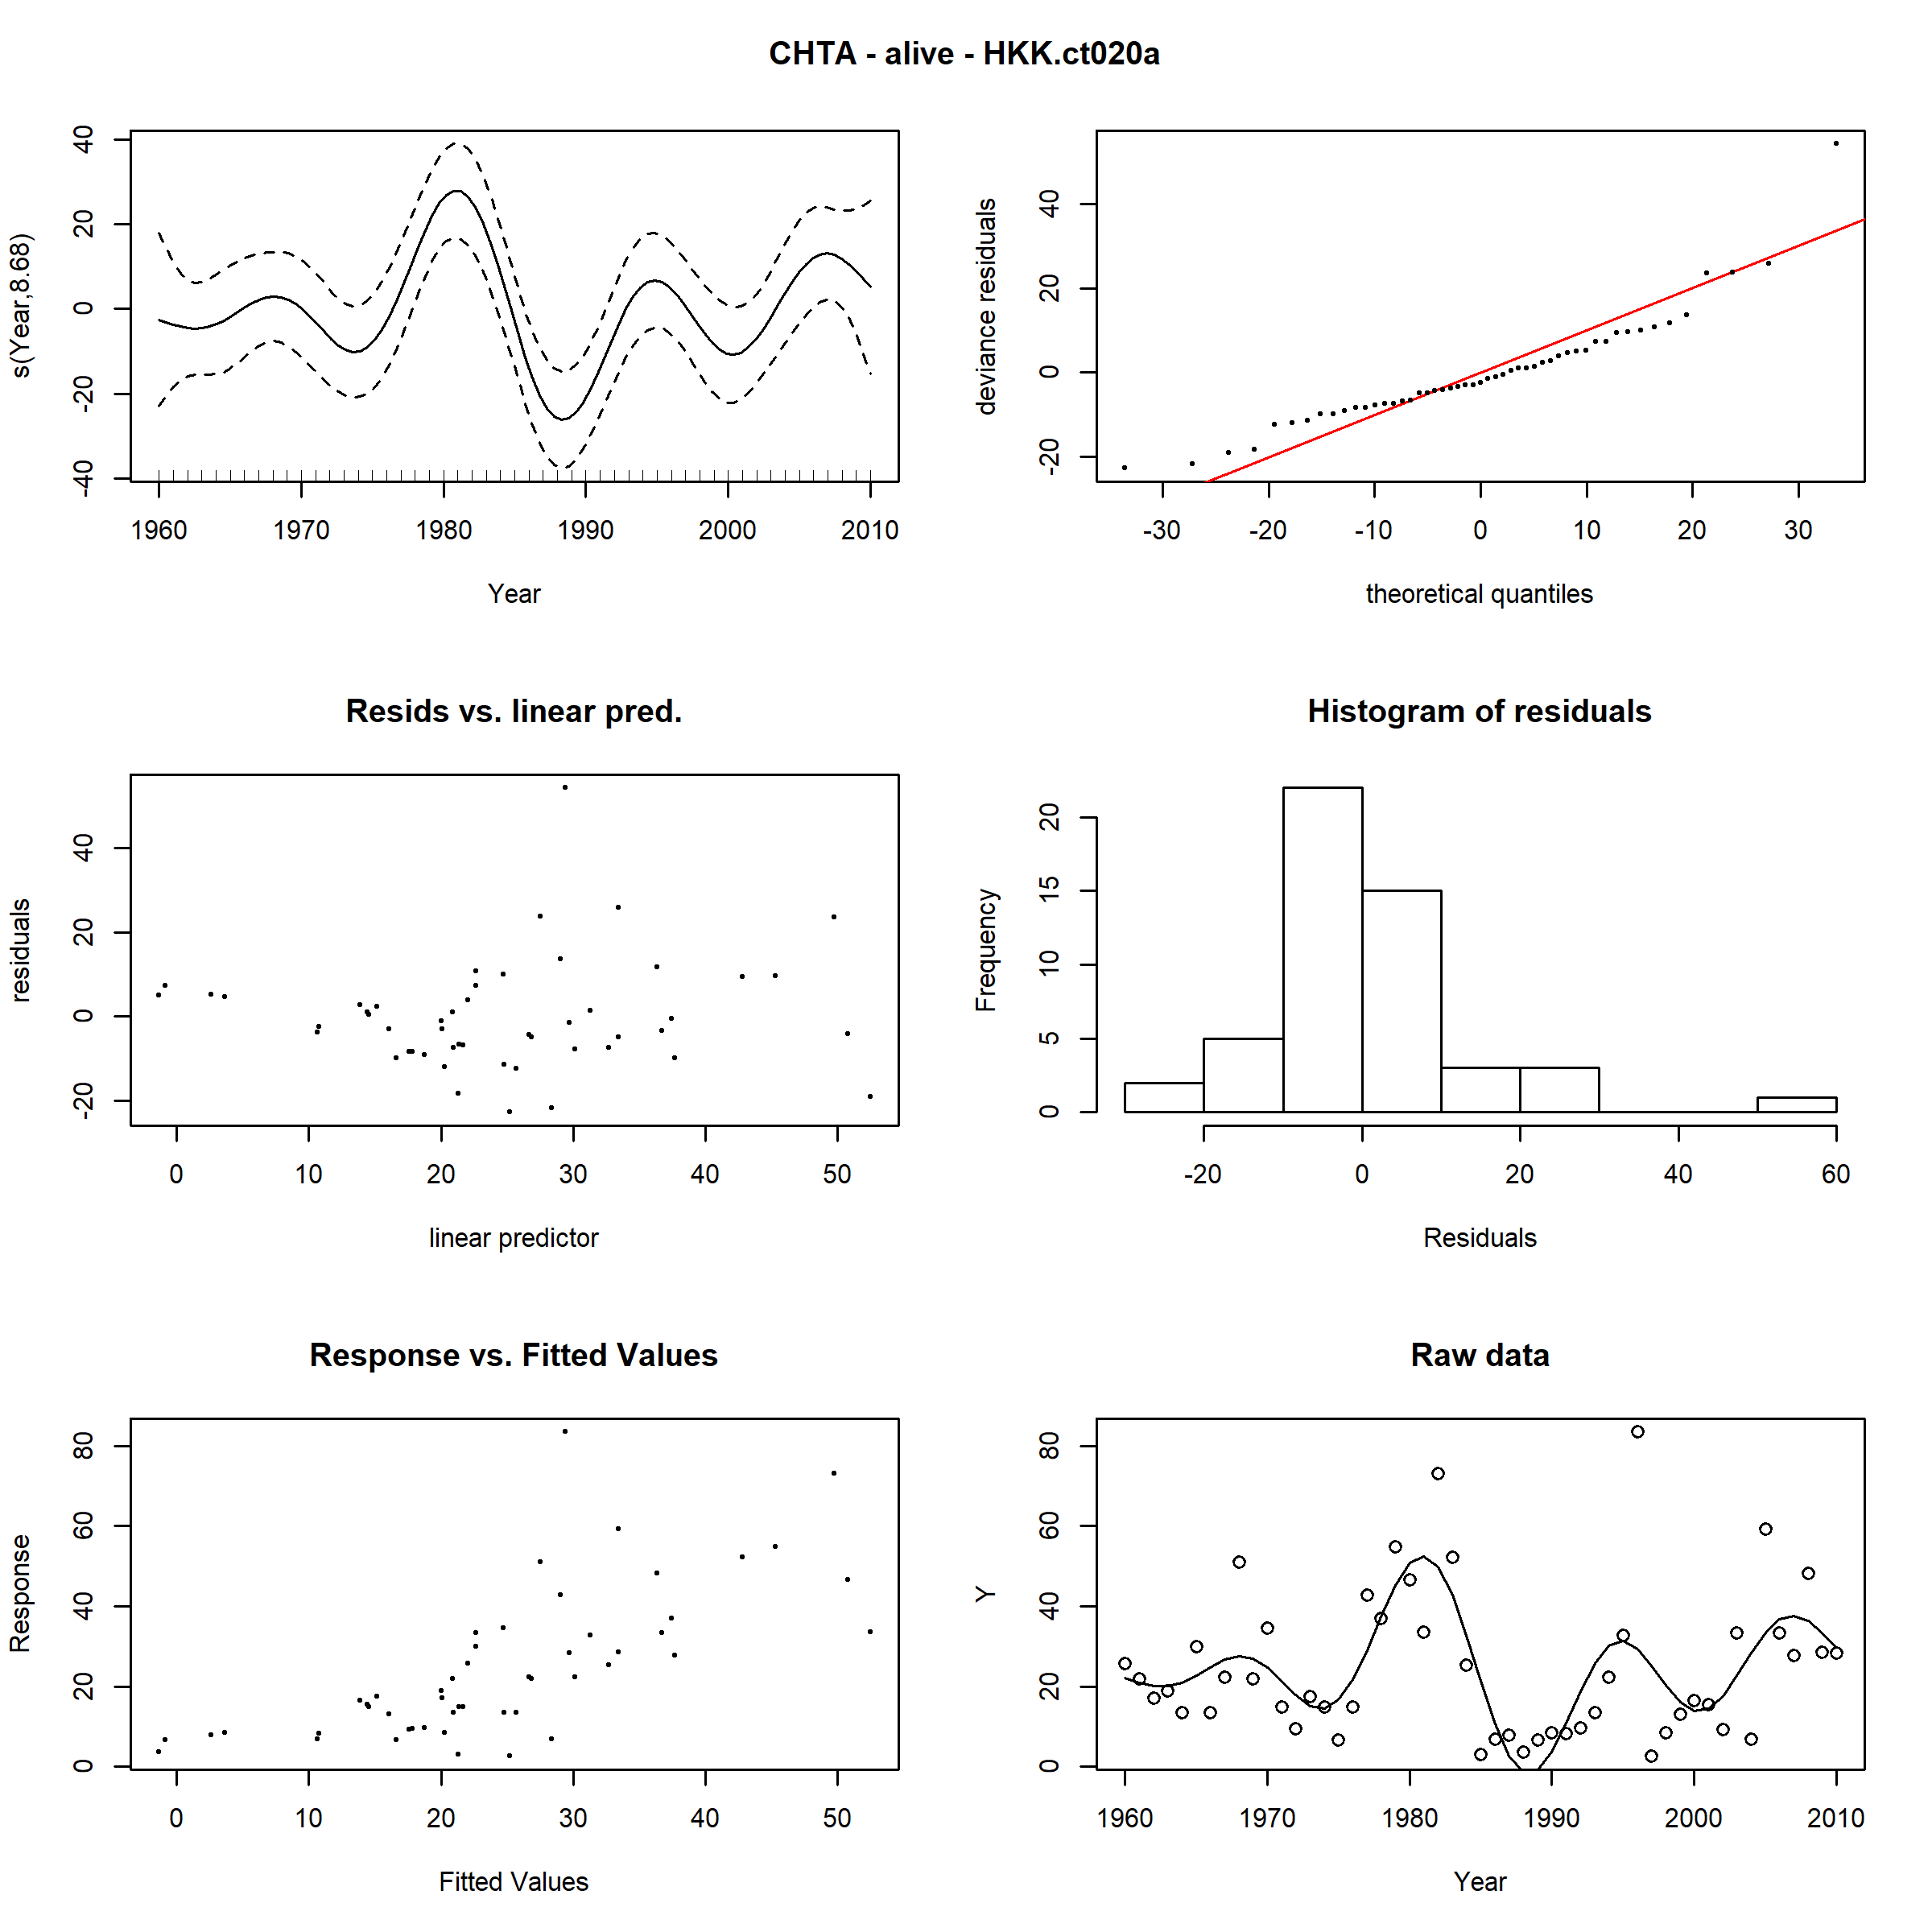 CHTA - alive - HKK.ct020a
s(Year,8.68)
40
20
0
-20
-40
1960 1970 1980 1990 2000 2010
Year
deviance residuals
40
20
0
-20
-30 -20 -10 0 10 20 30
theoretical quantiles
Resids vs. linear pred.
residuals
40
20
0
-20
0 10 20 30 40 50
linear predictor
Histogram of residuals
Frequency
20
15
10
5
0
-20 0 20 40 60
Residuals
Response vs. Fitted Values
Response
80
60
40
20
0
0 10 20 30 40 50
Fitted Values
Raw data
Y
80
60
40
20
0
1960 1970 1980 1990 2000 2010
Year